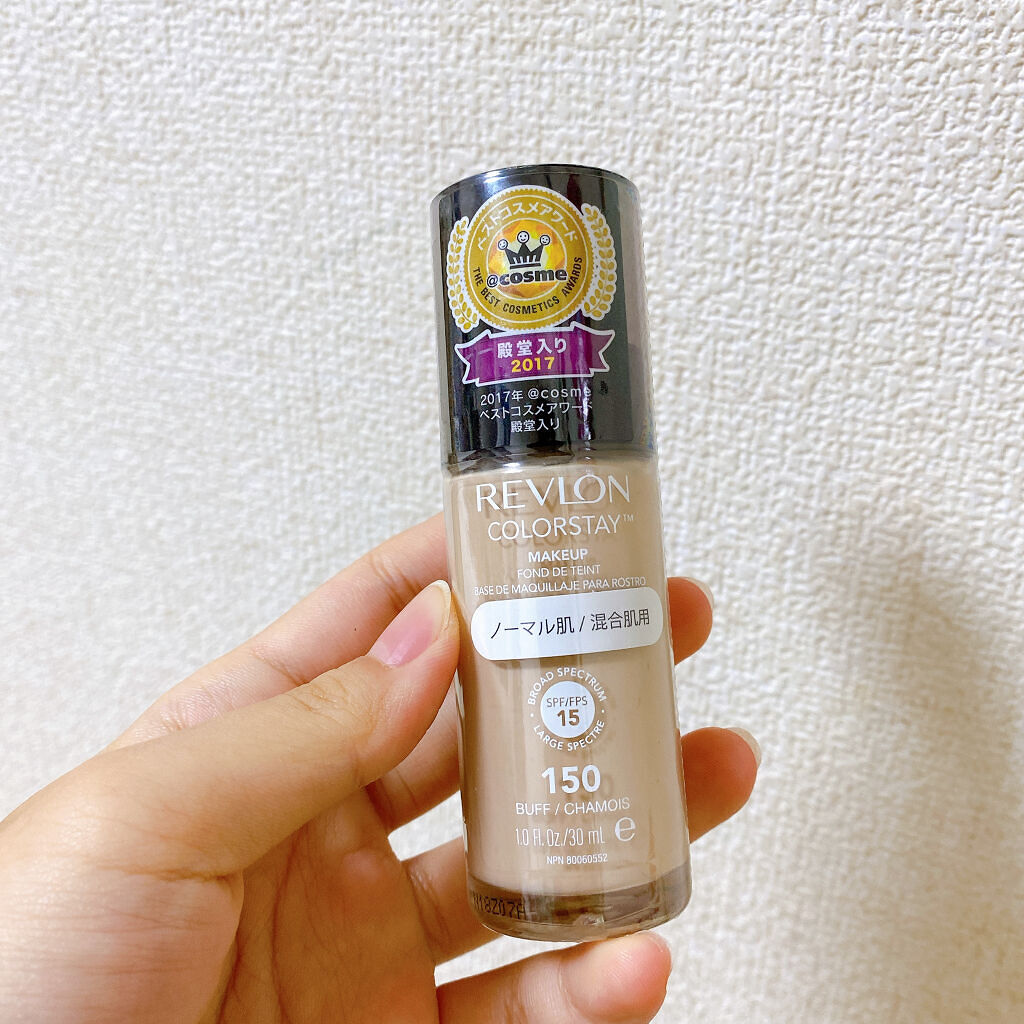 ベストコスメアワード
@cosme
THE BEST COSMETICS AWARDS
殿堂入り
2017
2017年 @cosme
ベストコスメアワード
殿堂入り
REVLON
COLORSTAY™
MAKEUP
FOND DE TEINT
BASE DE MAQUILLAJE PARA ROSTRO
ノーマル肌 / 混合肌用
BROAD SPECTRUM
SPF/FPS
15
LARGE SPECTRE
150
BUFF / CHAMOIS
1.0 Fl. Oz./30 mL e
NPN 80060552